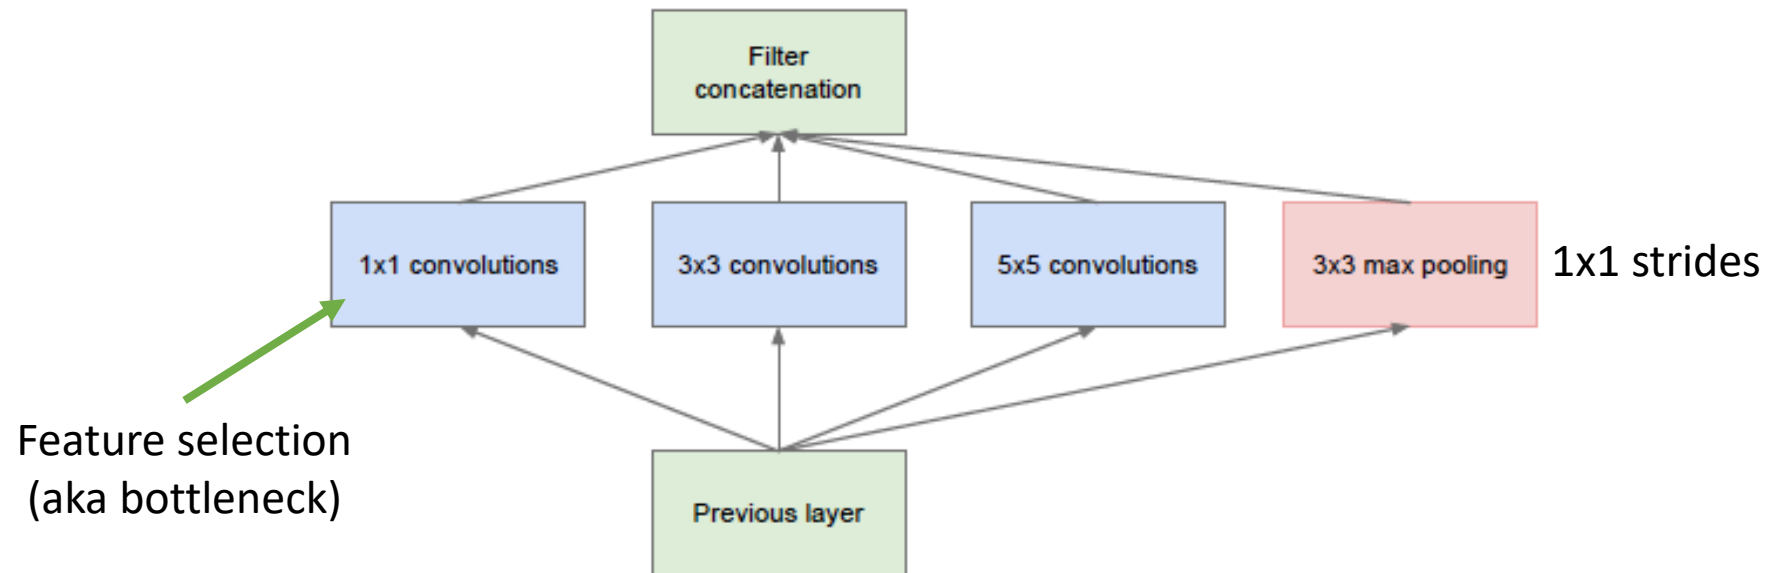 Filter
concatenation
1x1 convolutions
3x3 convolutions
5x5 convolutions
3x3 max pooling
1x1 strides
Feature selection
(aka bottleneck)
Previous layer